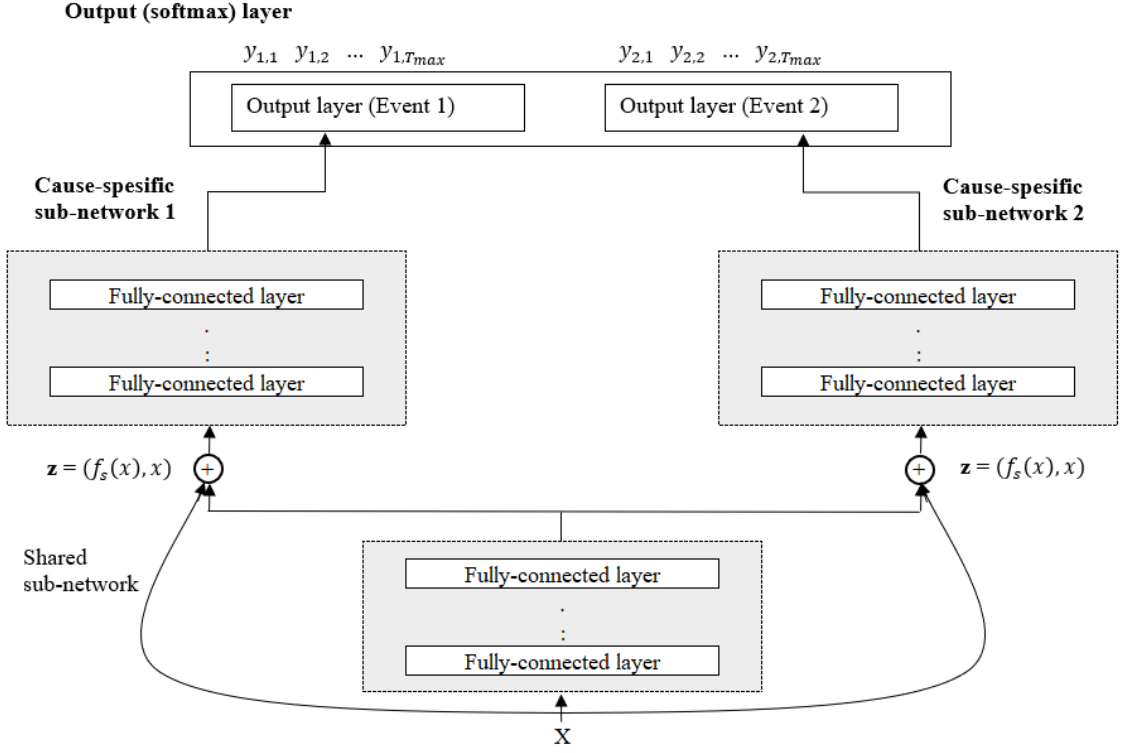 Output (softmax) layer
y1,1 y1,2 ... y1,Tmax
y2,1 y2,2 ... y2,Tmax
Output layer (Event 1)
Output layer (Event 2)
Cause-spesific
sub-network 1
Cause-spesific
sub-network 2
Fully-connected layer
.
:
Fully-connected layer
Fully-connected layer
.
:
Fully-connected layer
z = (fs(x), x)
+
+
z = (fs(x), x)
Shared
sub-network
Fully-connected layer
.
:
Fully-connected layer
X